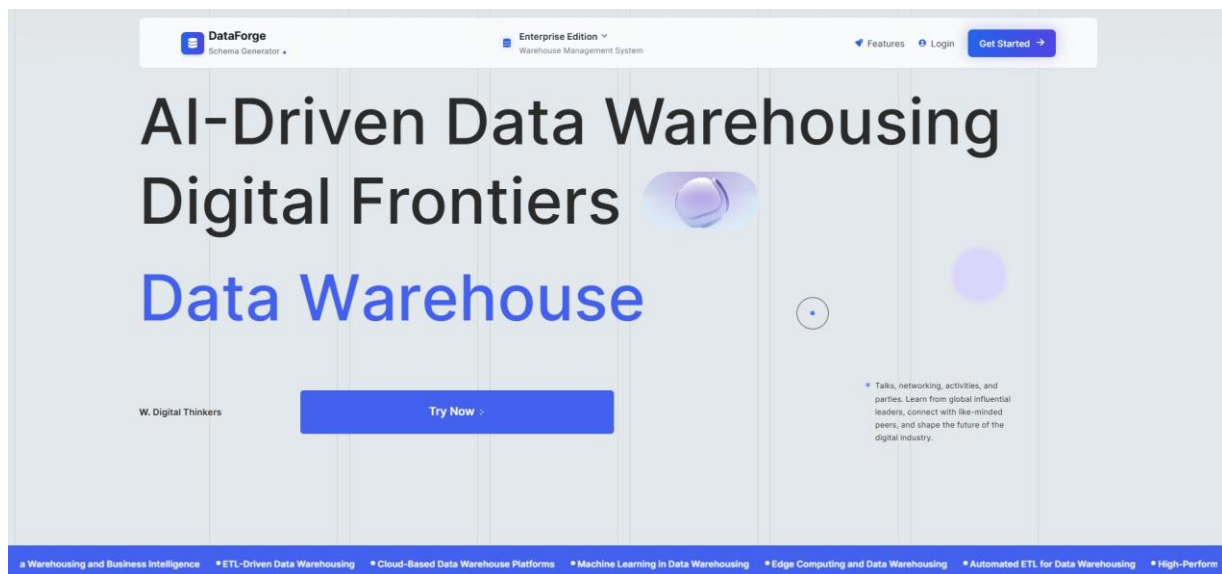 DataForge
Schema Generator
Enterprise Edition
Warehouse Management System
Features
Login
Get Started
AI-Driven Data Warehousing
Digital Frontiers
Data Warehouse
W. Digital Thinkers
Try Now
Talks, networking, activities, and
parties. Learn from global influential
leaders, connect with like-minded
peers, and shape the future of the
digital industry.
a Warehousing and Business Intelligence • ETL-Driven Data Warehousing • Cloud-Based Data Warehouse Platforms • Machine Learning in Data Warehousing • Edge Computing and Data Warehousing • Automated ETL for Data Warehousing • High-Perform